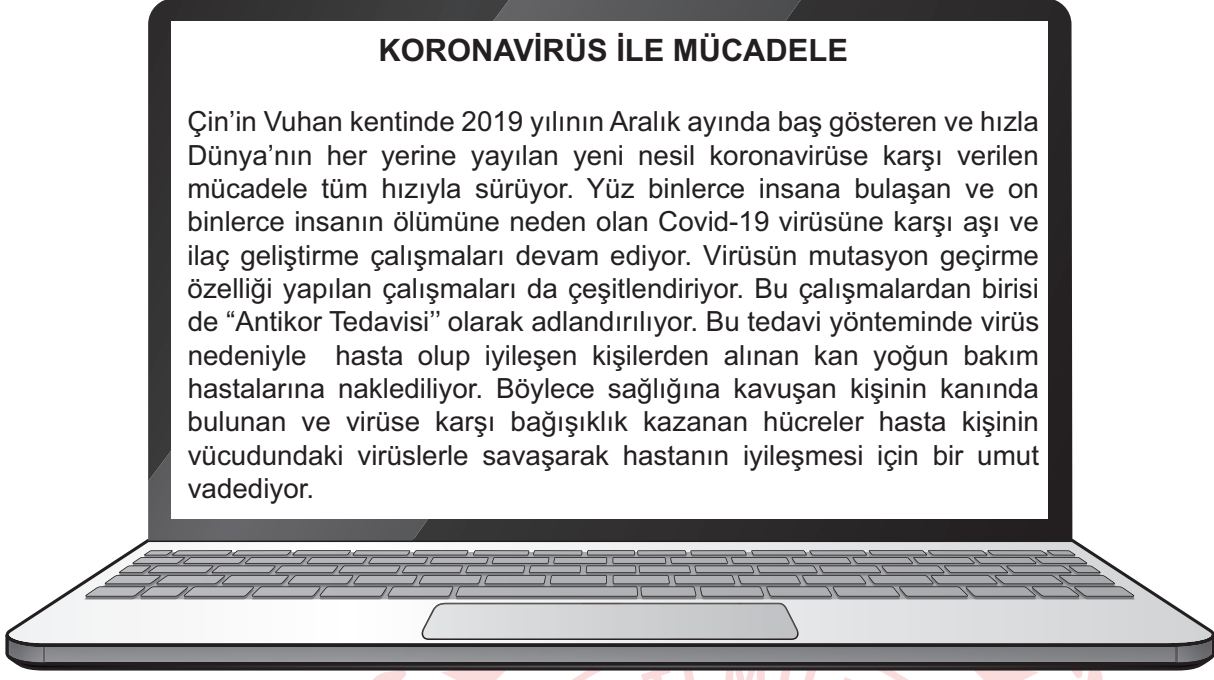 KORONAVİRÜS İLE MÜCADELE
Çin’in Vuhan kentinde 2019 yılının Aralık ayında baş gösteren ve hızla
Dünya’nın her yerine yayılan yeni nesil koronavirüse karşı verilen
mücadele tüm hızıyla sürüyor. Yüz binlerce insana bulaşan ve on
binlerce insanın ölümüne neden olan Covid-19 virüsüne karşı aşı ve
ilaç geliştirme çalışmaları devam ediyor. Virüsün mutasyon geçirme
özelliği yapılan çalışmaları da çeşitlendiriyor. Bu çalışmalardan birisi
de “Antikor Tedavisi’’ olarak adlandırılıyor. Bu tedavi yönteminde virüs
nedeniyle hasta olup iyileşen kişilerden alınan kan yoğun bakım
hastalarına naklediliyor. Böylece sağlığına kavuşan kişinin kanında
bulunan ve virüse karşı bağışıklık kazanan hücreler hasta kişinin
vücudundaki virüslerle savaşarak hastanın iyileşmesi için bir umut
vadediyor.